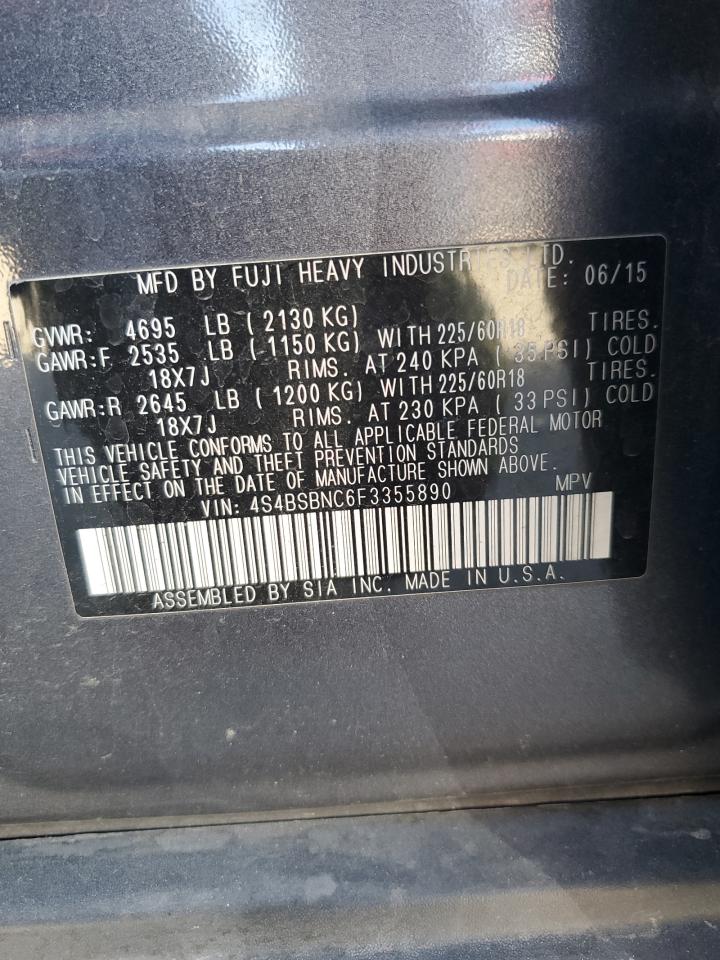 MFD BY FUJI HEAVY INDUSTRIES LTD.
DATE: 06/15
GVWR: 4695 LB ( 2130 KG)
GAWR:F 2535 LB ( 1150 KG) WITH 225/60R18 TIRES.
18X7J RIMS. AT 240 KPA ( 35 PSI) COLD
GAWR:R 2645 LB ( 1200 KG) WITH 225/60R18 TIRES.
18X7J RIMS. AT 230 KPA ( 33 PSI) COLD
THIS VEHICLE CONFORMS TO ALL APPLICABLE FEDERAL MOTOR
VEHICLE SAFETY AND THEFT PREVENTION STANDARDS
IN EFFECT ON THE DATE OF MANUFACTURE SHOWN ABOVE.
VIN: 4S4BSBNC6F3355890 MPV
ASSEMBLED BY SIA INC. MADE IN U.S.A.